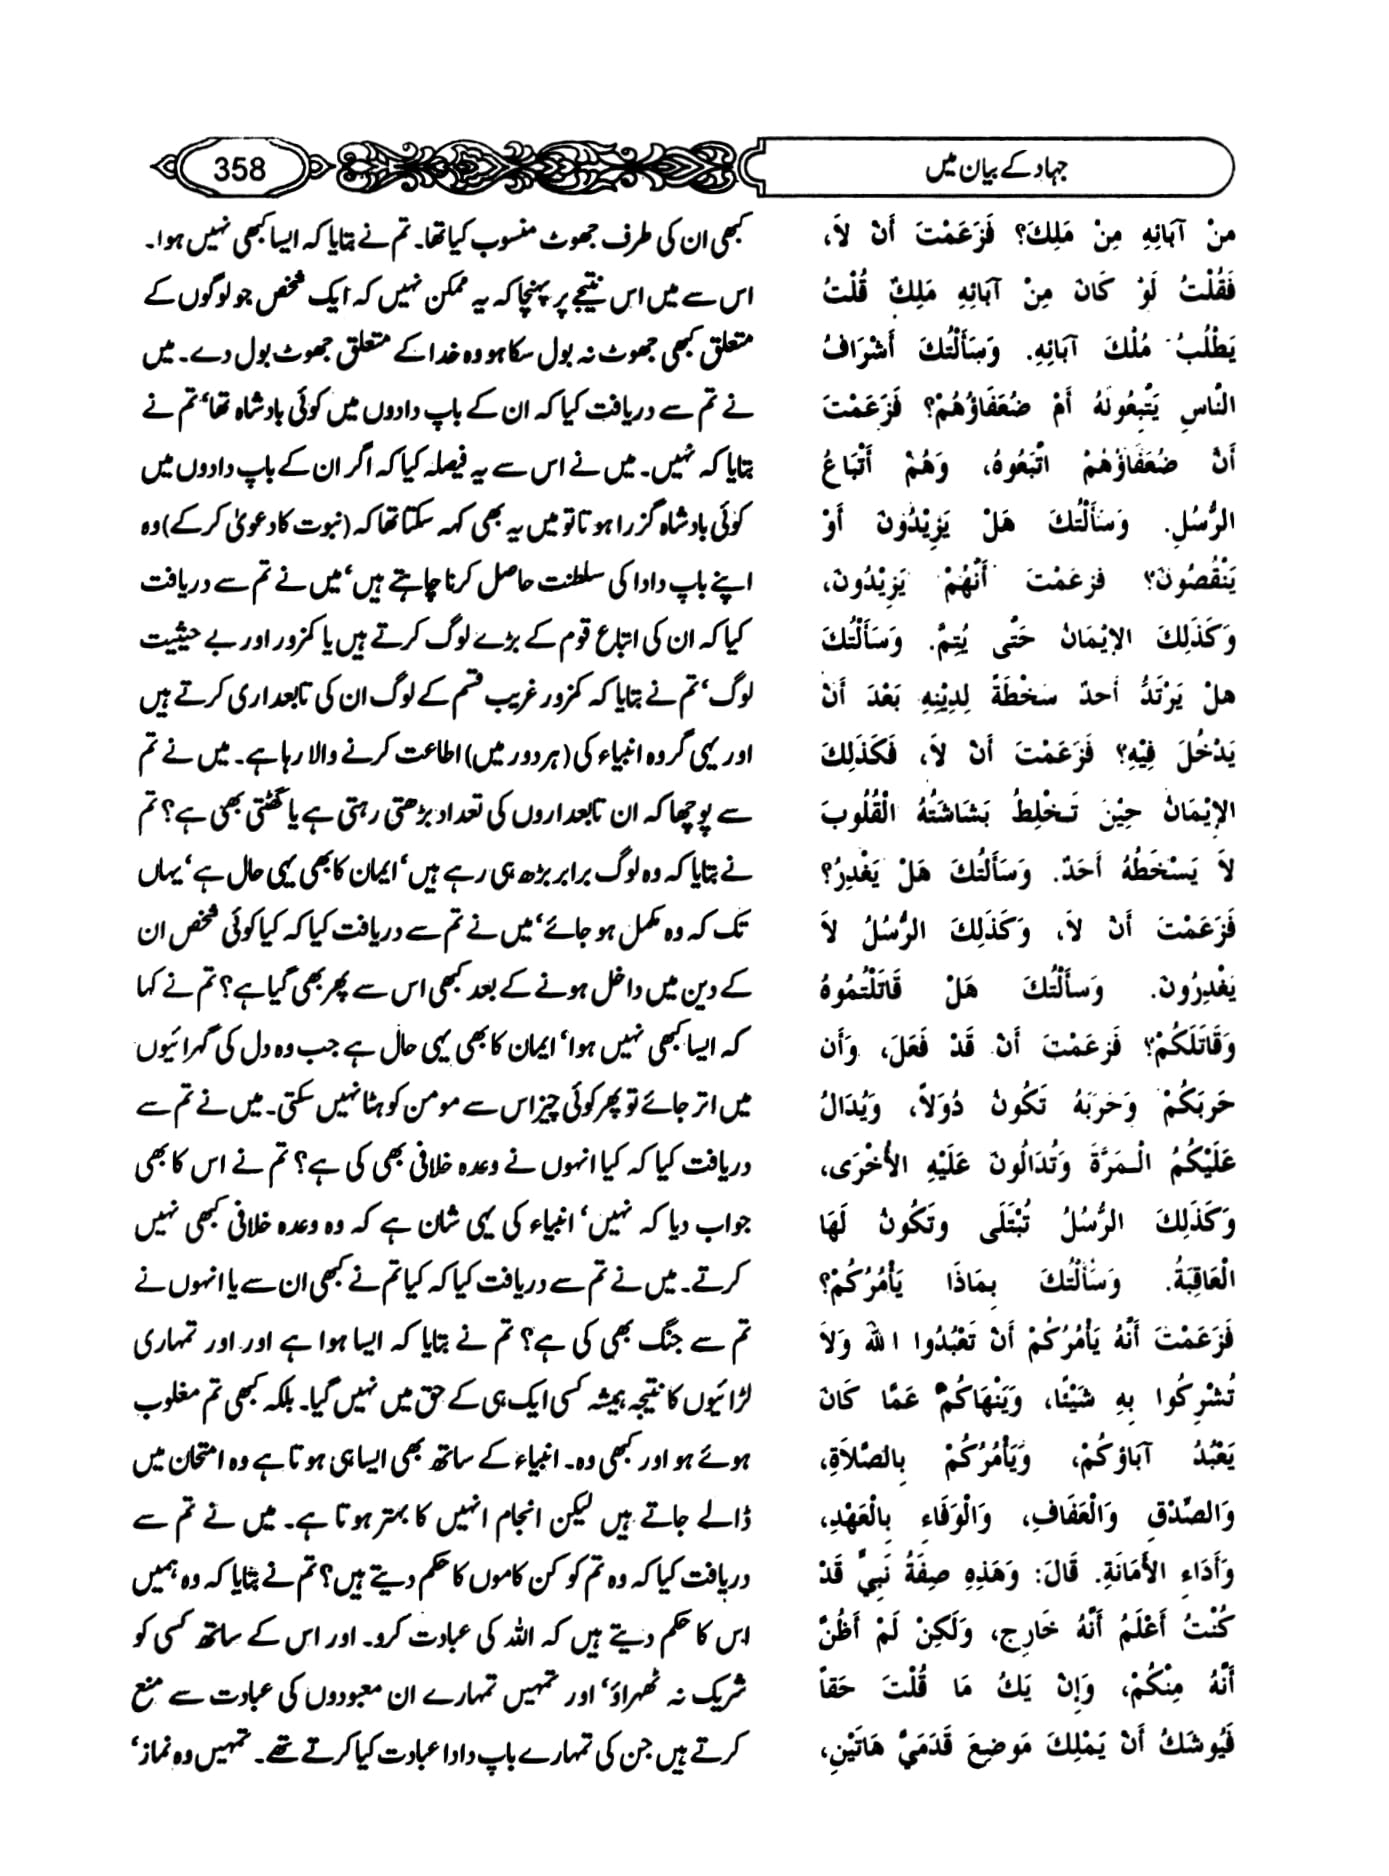 جہاد کے بیان میں
358
مِنْ آبَائِهِ مِنْ مَلِكٍ؟ فَزَعَمْتَ أَنْ لاَ،
فَقُلْتُ لَوْ كَانَ مِنْ آبَائِهِ مَلِكٌ قُلْتُ
يَطْلُبُ مُلْكَ آبَائِهِ. وَسَأَلْتُكَ أَشْرَافُ
النَّاسِ يَتَّبِعُونَهُ أَمْ ضُعَفَاؤُهُمْ؟ فَزَعَمْتَ
أَنَّ ضُعَفَاؤُهُمْ اتَّبَعُوهُ، وَهُمْ أَتْبَاعُ
الرُّسُلِ. وَسَأَلْتُكَ هَلْ يَزِيْدُونَ أَوْ
يَنْقُصُونَ؟ فزعَمْتَ أَنَّهُمْ يَزِيْدُونَ،
وَكَذَلِكَ الإِيْمَانُ حَتَّى يُتِمَّ. وَسَأَلْتُكَ
هلْ يَرْتَدُّ أَحدٌ سَخْطَةً لِدِيْنِهِ بَعْدَ أَنْ
يَدْخُلَ فِيْهِ؟ فَزَعَمْتَ أَنْ لاَ، فَكَذَلِكَ
الإِيْمَانُ حِيْنَ تَخْلِطُ بَشَاشَتُهُ الْقُلُوبَ
لاَ يَسْخَطُهُ أَحَدٌ. وَسَأَلْتُكَ هَلْ يَغْدِرُ؟
فَزَعَمْتَ أَنْ لاَ، وَكَذَلِكَ الرُّسُلُ لاَ
يَغْدِرُونَ. وَسَأَلْتُكَ هَلْ قَاتَلْتُمُوهُ
وَقَاتَلَكُمْ؟ فَزَعَمْتَ أَنْ قَدْ فَعَلَ، وَأَن
حَرَبَكُمْ وَحَرَبَهُ تَكُونُ دُوَلاً، وَيُدَالُ
عَلَيْكُمُ الْمَرَّةَ وَتُدَالُونَ عَلَيْهِ الأُخْرَى،
وَكَذَلِكَ الرُّسُلُ تُبْتَلَى وتَكُونُ لَهَا
الْعَاقِبَةُ. وَسَأَلْتُكَ بِمَاذَا يَأْمُرُكُمْ؟
فَزَعَمْتَ أَنَّهُ يَأْمُرُكُمْ أَنْ تَعْبُدُوا اللهَ وَلاَ
تُشْرِكُوا بِهِ شَيْئًا، وَيَنْهَاكُمْ عَمَّا كَانَ
يَعْبُدُ آبَاؤكُمْ، وَيَأْمُرُكُمْ بِالصَّلاَةِ،
وَالصِّدْقِ وَالْعَفَافِ، وَالْوَفَاءِ بِالْعَهْدِ،
وَأَدَاءِ الأَمَانَةِ. قَالَ: وَهَذِهِ صِفَةُ نَبِيٍّ قَدْ
كُنْتُ أَعْلَمُ أَنَّهُ خَارِج، وَلَكِنْ لَمْ أَظُنَّ
أَنَّهُ مِنْكُمْ، وَإِنْ يَكُ مَا قُلْتَ حَقاً
فَيُوشكُ أَنْ يَمْلِكَ مَوضِعَ قَدَمَيَّ هَاتَيْنِ،
کبھی ان کی طرف جھوٹ منسوب کیا تھا۔ تم نے بتایا کہ ایسا کبھی نہیں ہوا۔
اس سے میں اس نتیجے پر پہنچا کہ یہ ممکن نہیں کہ ایک شخص جو لوگوں کے
متعلق کبھی جھوٹ نہ بول سکا ہو وہ خدا کے متعلق جھوٹ بول دے۔ میں
نے تم سے دریافت کیا کہ ان کے باپ دادوں میں کوئی بادشاہ تھا‘ تم نے
بتایا کہ نہیں۔ میں نے اس سے یہ فیصلہ کیا کہ اگر ان کے باپ دادوں میں
کوئی بادشاہ گزرا ہوتا تو میں یہ بھی کہہ سکتا تھا کہ (نبوت کا دعویٰ کر کے) وہ
اپنے باپ دادا کی سلطنت حاصل کرنا چاہتے ہیں‘ میں نے تم سے دریافت
کیا کہ ان کی اتباع قوم کے بڑے لوگ کرتے ہیں یا کمزور اور بے حیثیت
لوگ‘ تم نے بتایا کہ کمزور غریب قسم کے لوگ ان کی تابعداری کرتے ہیں
اور یہی گروہ انبیاء کی (ہر دور میں) اطاعت کرنے والا رہا ہے۔ میں نے تم
سے پوچھا کہ ان تابعداروں کی تعداد بڑھتی رہتی ہے یا گھٹتی بھی ہے؟ تم
نے بتایا کہ وہ لوگ برابر بڑھ ہی رہے ہیں‘ ایمان کا بھی یہی حال ہے‘ یہاں
تک کہ وہ مکمل ہو جائے‘ میں نے تم سے دریافت کیا کہ کیا کوئی شخص ان
کے دین میں داخل ہونے کے بعد کبھی اس سے پھر بھی گیا ہے؟ تم نے کہا
کہ ایسا کبھی نہیں ہوا‘ ایمان کا بھی یہی حال ہے جب وہ دل کی گہرائیوں
میں اتر جائے تو پھر کوئی چیز اس سے مومن کو ہٹا نہیں سکتی۔ میں نے تم سے
دریافت کیا کہ کیا انہوں نے وعدہ خلافی بھی کی ہے؟ تم نے اس کا بھی
جواب دیا کہ نہیں‘ انبیاء کی یہی شان ہے کہ وہ وعدہ خلافی کبھی نہیں
کرتے۔ میں نے تم سے دریافت کیا کہ کیا تم نے کبھی ان سے یا انہوں نے
تم سے جنگ بھی کی ہے؟ تم نے بتایا کہ ایسا ہوا ہے اور اور تمہاری
لڑائیوں کا نتیجہ ہمیشہ کسی ایک ہی کے حق میں نہیں گیا۔ بلکہ کبھی تم مغلوب
ہوئے ہو اور کبھی وہ۔ انبیاء کے ساتھ بھی ایسا ہی ہوتا ہے وہ امتحان میں
ڈالے جاتے ہیں لیکن انجام انہیں کا بہتر ہوتا ہے۔ میں نے تم سے
دریافت کیا کہ وہ تم کو کن کاموں کا حکم دیتے ہیں؟ تم نے بتایا کہ وہ ہمیں
اس کا حکم دیتے ہیں کہ اللہ کی عبادت کرو۔ اور اس کے ساتھ کسی کو
شریک نہ ٹھہراؤ‘ اور تمہیں تمہارے ان معبودوں کی عبادت سے منع
کرتے ہیں جن کی تمہارے باپ دادا عبادت کیا کرتے تھے۔ تمہیں وہ نماز‘